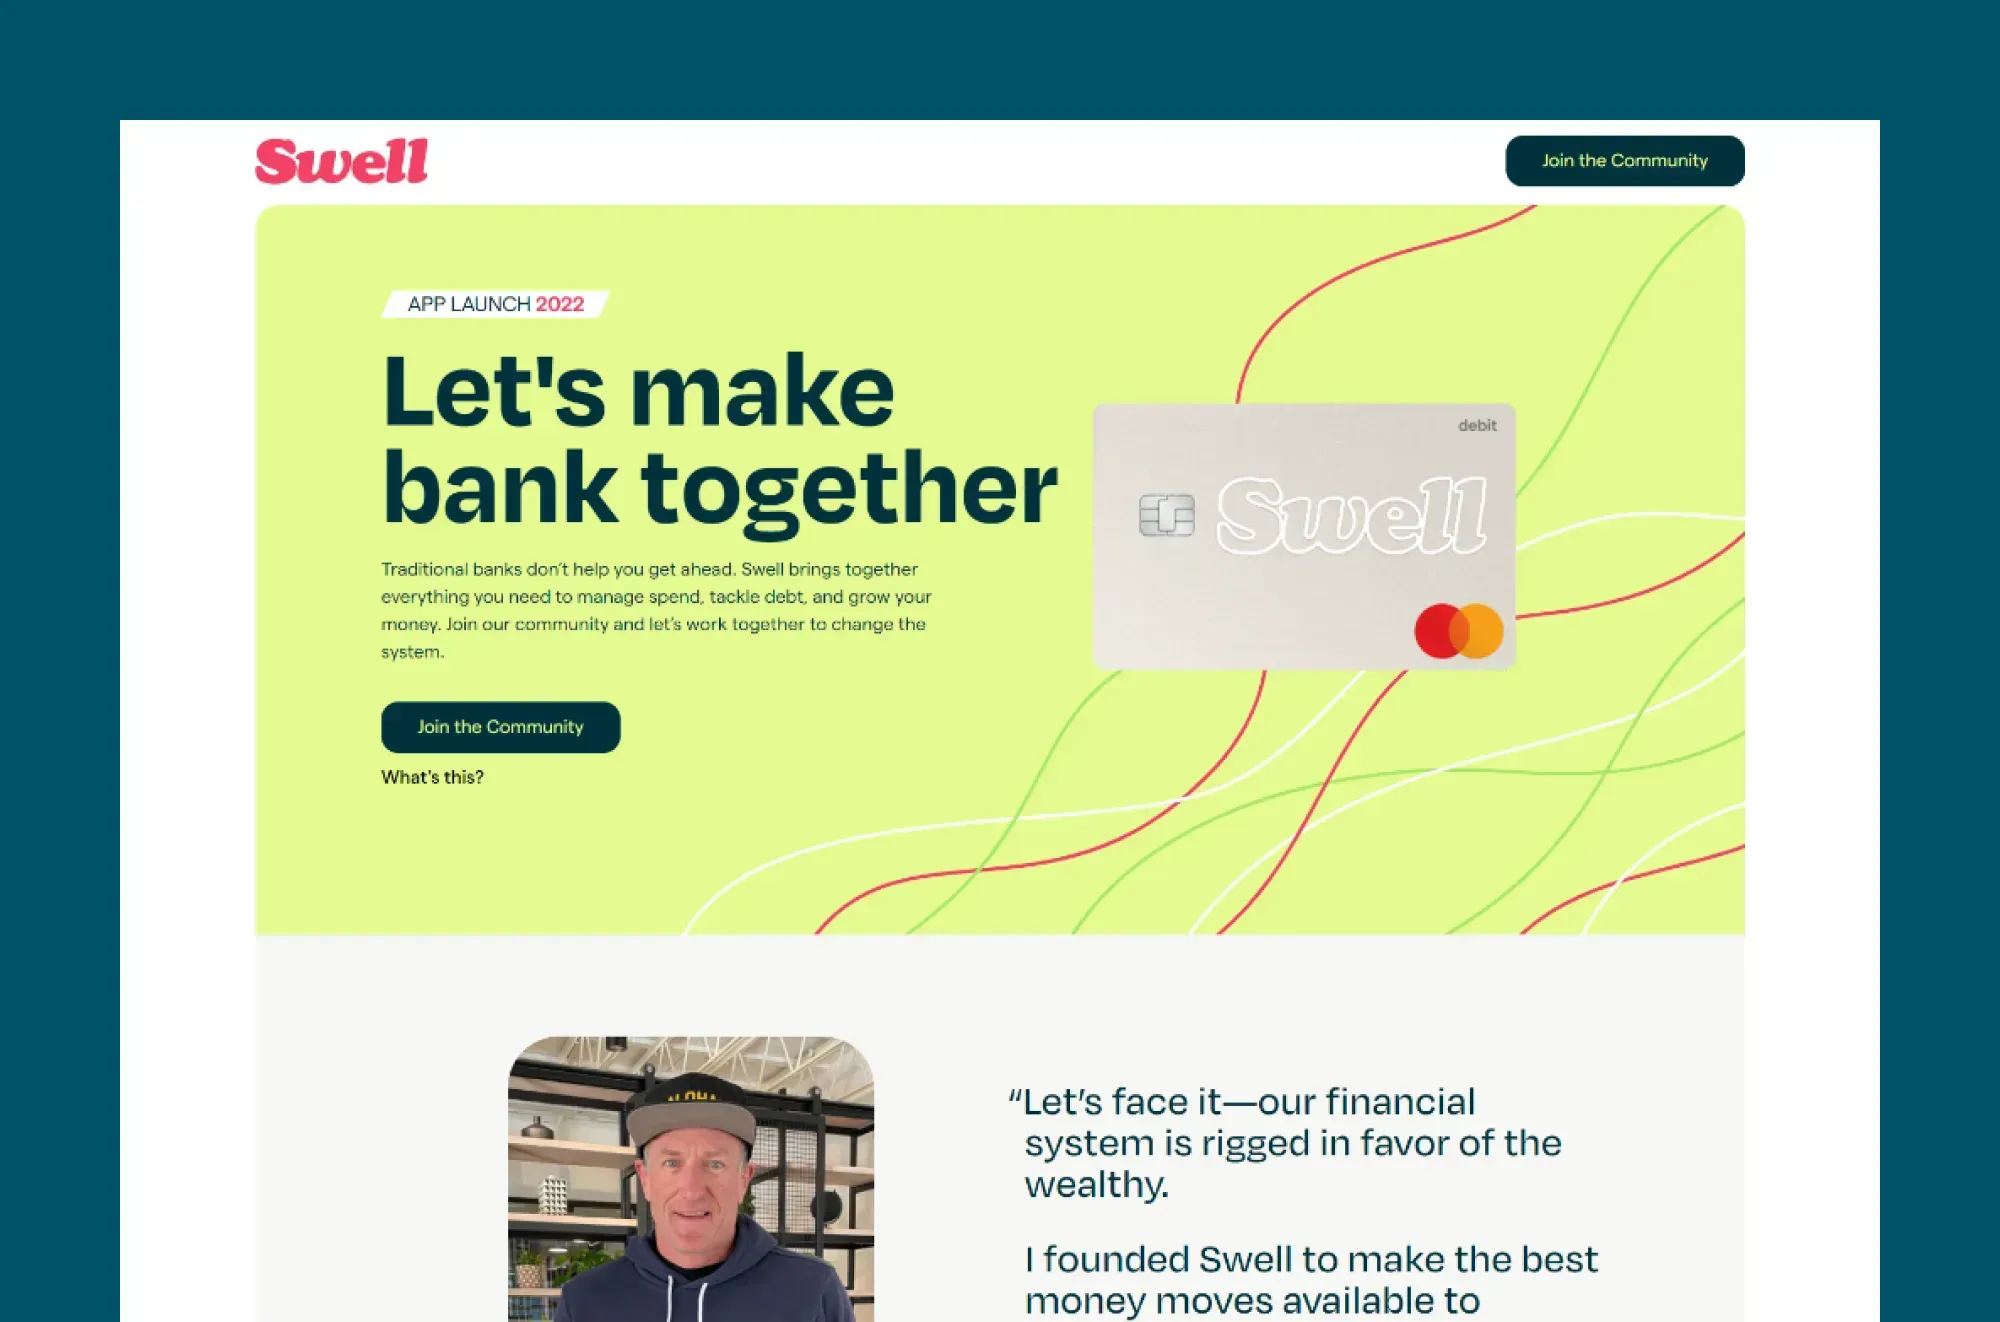 Swell
Join the Community
APP LAUNCH 2022
Let's make
bank together
Traditional banks don't help you get ahead. Swell brings together
everything you need to manage spend, tackle debt, and grow your
money. Join our community and let's work together to change the
system.
Join the Community
What's this?
debit
Swell
ALOHA
“Let's face it—our financial
system is rigged in favor of the
wealthy.
I founded Swell to make the best
money moves available to